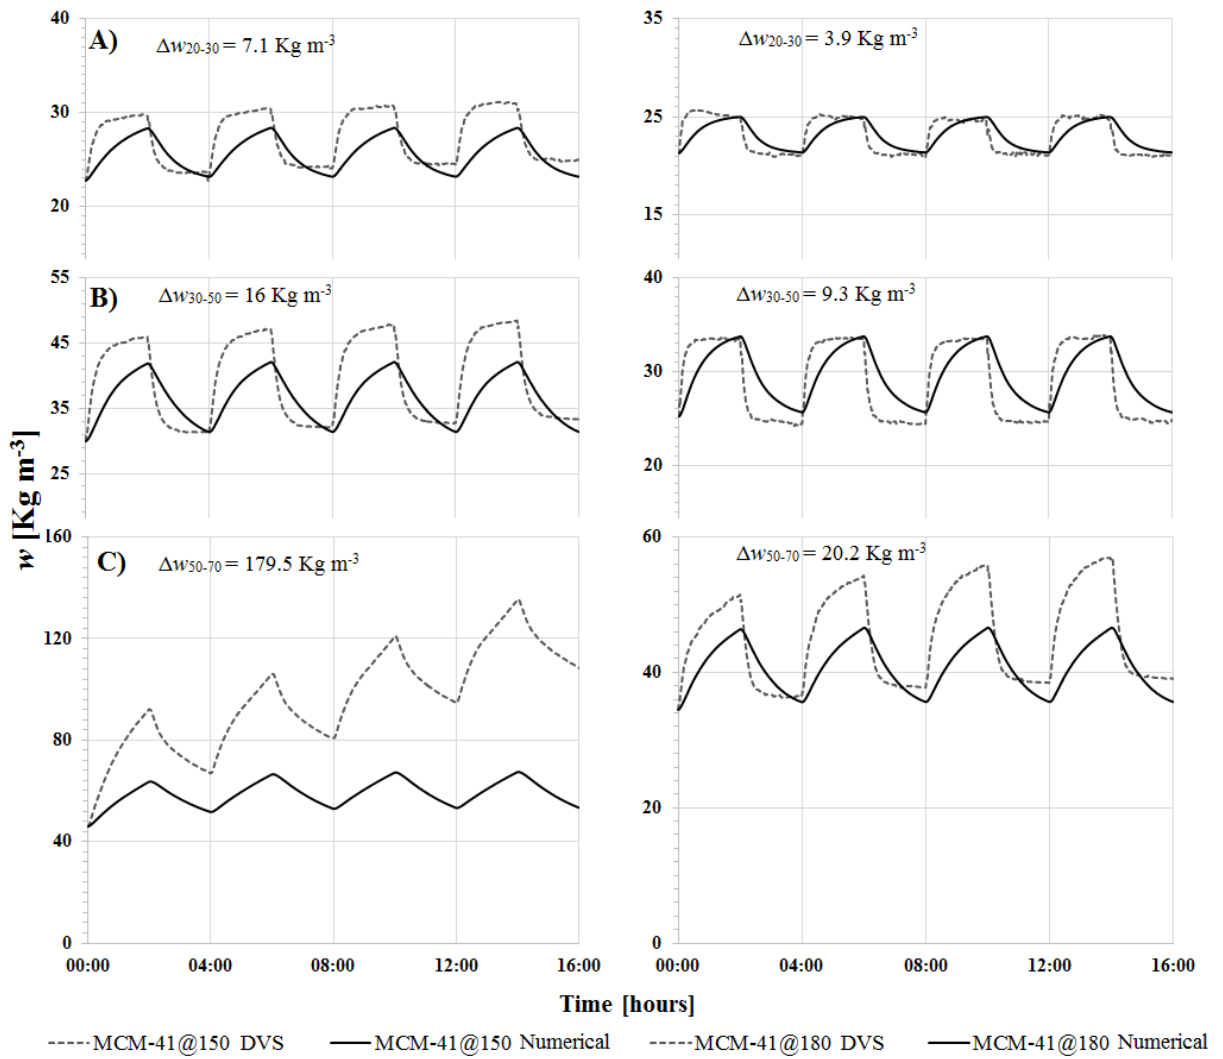 A)
Δw20-30 = 7.1 Kg m-3
40
30
20
Δw20-30 = 3.9 Kg m-3
35
25
15
B)
Δw30-50 = 16 Kg m-3
55
45
35
25
Δw30-50 = 9.3 Kg m-3
40
30
20
w [Kg m-3]
C)
Δw50-70 = 179.5 Kg m-3
160
120
80
40
0
Δw50-70 = 20.2 Kg m-3
60
40
20
0
00:00 04:00 08:00 12:00 16:00
00:00 04:00 08:00 12:00 16:00
Time [hours]
MCM-41@150 DVS MCM-41@150 Numerical MCM-41@180 DVS MCM-41@180 Numerical